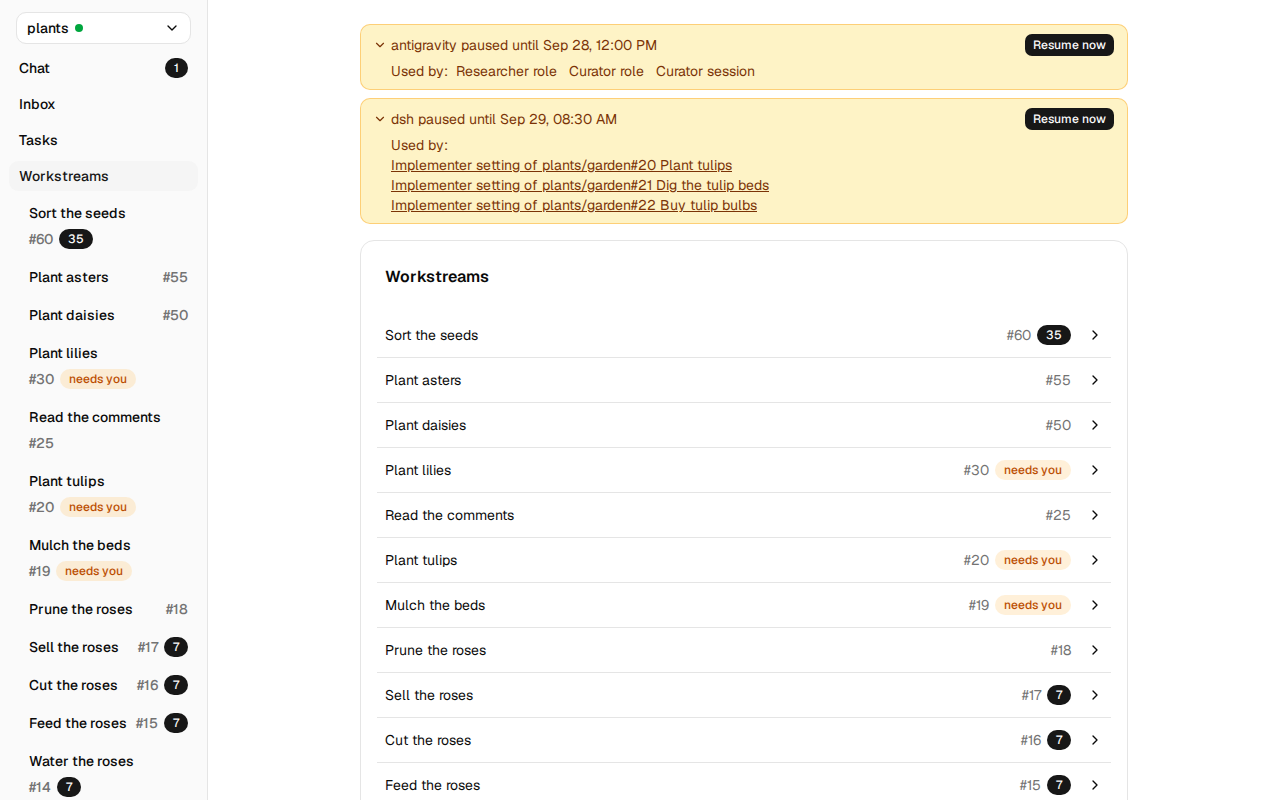 plants
Chat 1
Inbox
Tasks
Workstreams
Sort the seeds
#60 35
Plant asters #55
Plant daisies #50
Plant lilies
#30 needs you
Read the comments
#25
Plant tulips
#20 needs you
Mulch the beds
#19 needs you
Prune the roses #18
Sell the roses #17 7
Cut the roses #16 7
Feed the roses #15 7
Water the roses
#14 7
antigravity paused until Sep 28, 12:00 PM Resume now
Used by: Researcher role Curator role Curator session
dsh paused until Sep 29, 08:30 AM Resume now
Used by:
Implementer setting of plants/garden#20 Plant tulips
Implementer setting of plants/garden#21 Dig the tulip beds
Implementer setting of plants/garden#22 Buy tulip bulbs
Workstreams
Sort the seeds #60 35
Plant asters #55
Plant daisies #50
Plant lilies #30 needs you
Read the comments #25
Plant tulips #20 needs you
Mulch the beds #19 needs you
Prune the roses #18
Sell the roses #17 7
Cut the roses #16 7
Feed the roses #15 7